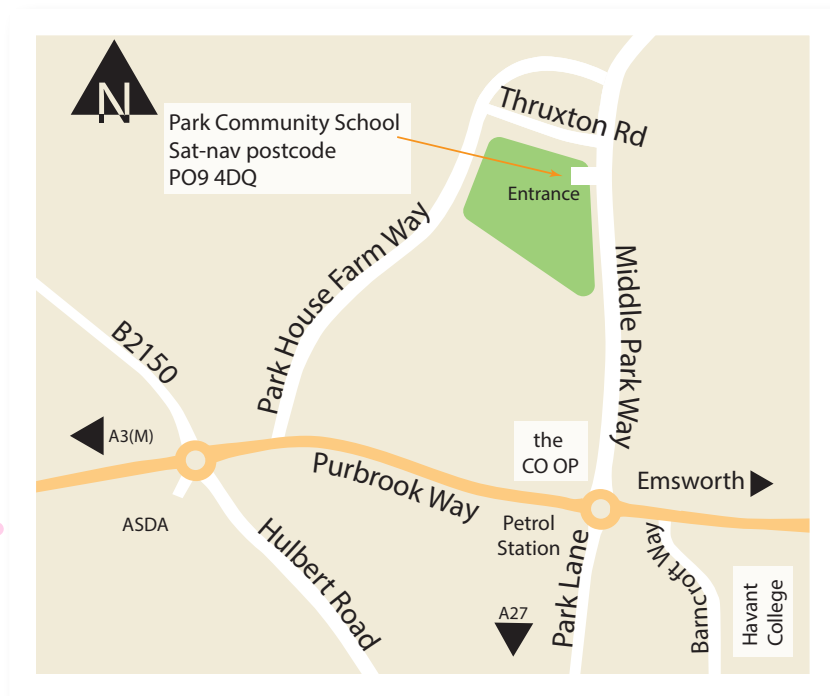 N
Park Community School
Sat-nav postcode
PO9 4DQ
Thruxton Rd
Entrance
Park House Farm Way
Middle Park Way
B2150
A3(M)
the
CO OP
Purbrook Way
Emsworth
ASDA
Petrol
Station
Hulbert Road
Park Lane
Barncroft Way
A27
Havant
College